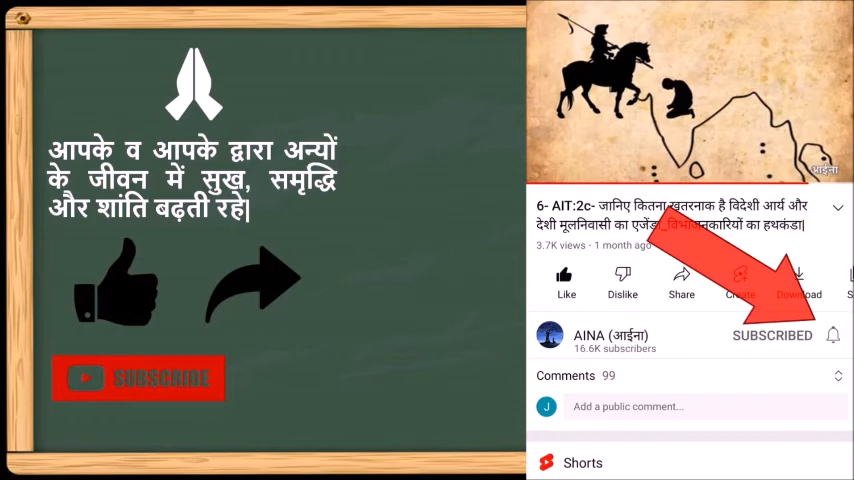 आपके व आपके द्वारा अन्यों
के जीवन में सुख, समृद्धि
और शांति बढ़ती रहे|
SUBSCRIBE
आईना
6- AIT:2c- जानिए कितना खतरनाक है विदेशी आर्य और
देशी मूलनिवासी का एजेंडा_विभाजनकारियों का हथकंडा|
3.7K views · 1 month ago
Like Dislike Share Create Download
AINA (आईना) SUBSCRIBED
16.6K subscribers
Comments 99
J Add a public comment...
Shorts